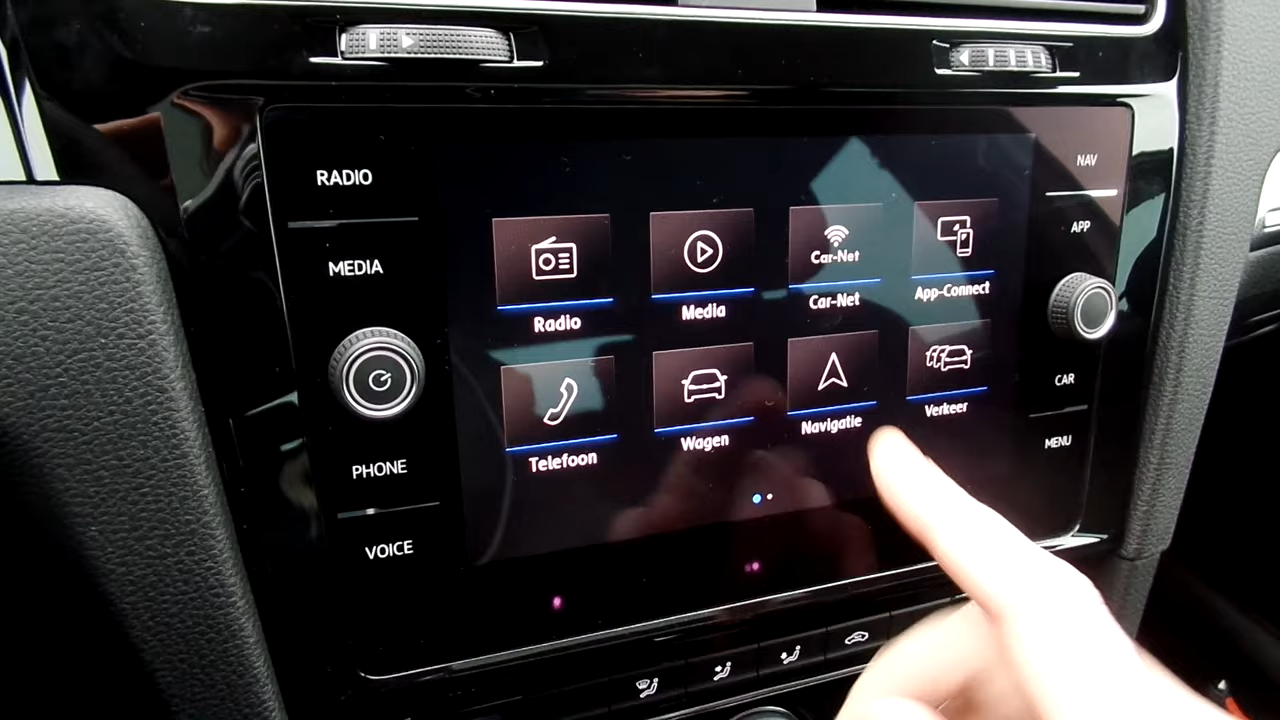 RADIO
MEDIA
PHONE
VOICE
Radio
Media
Car-Net
Car-Net
App-Connect
Telefoon
Wagen
Navigatie
Verkeer
NAV
APP
CAR
MENU